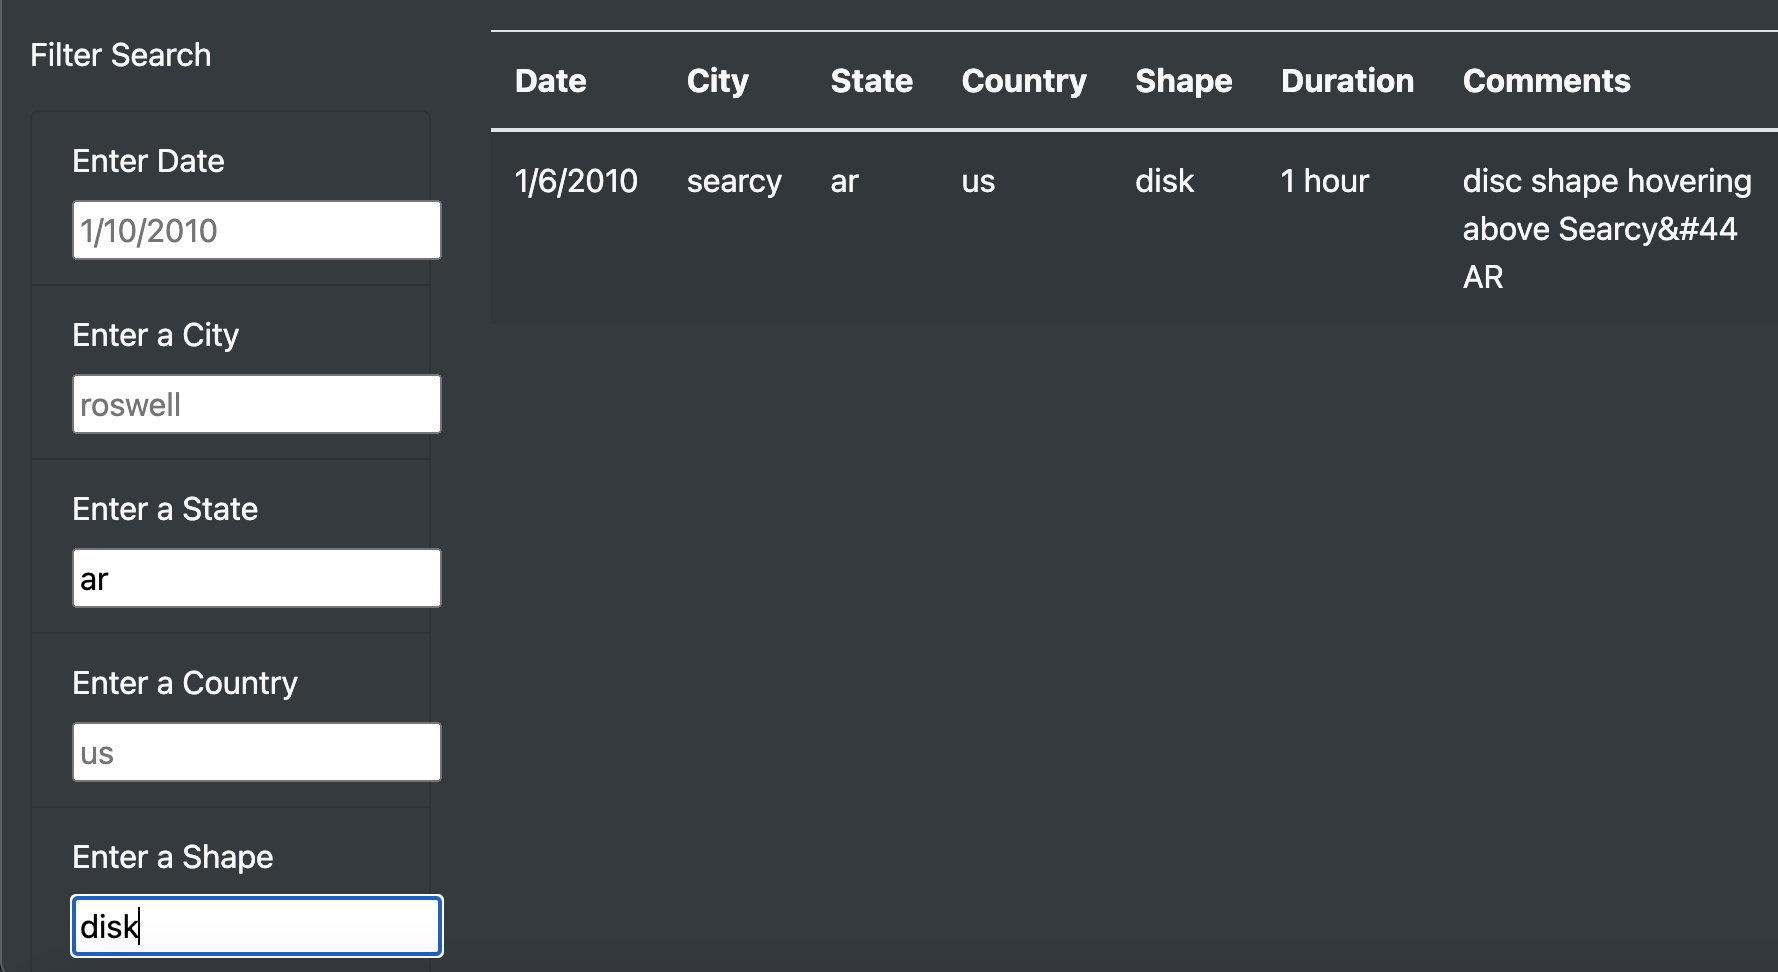 Filter Search
Enter Date
1/10/2010
Enter a City
roswell
Enter a State
ar
Enter a Country
us
Enter a Shape
disk
Date City State Country Shape Duration Comments
1/6/2010 searcy ar us disk 1 hour disc shape hovering
above Searcy&#44
AR